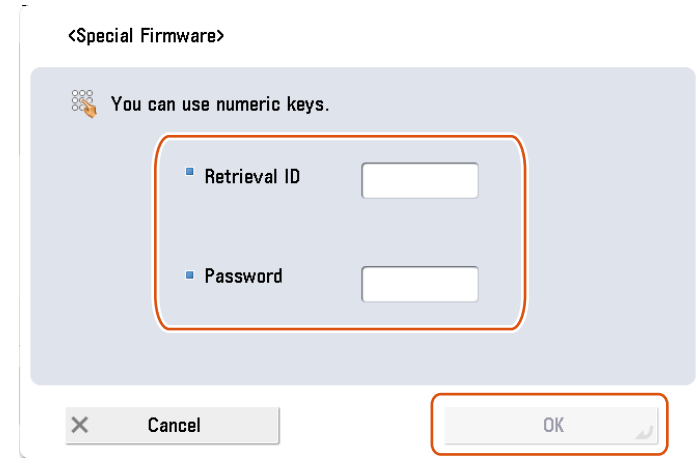 <Special Firmware>
You can use numeric keys.
Retrieval ID
Password
Cancel
OK